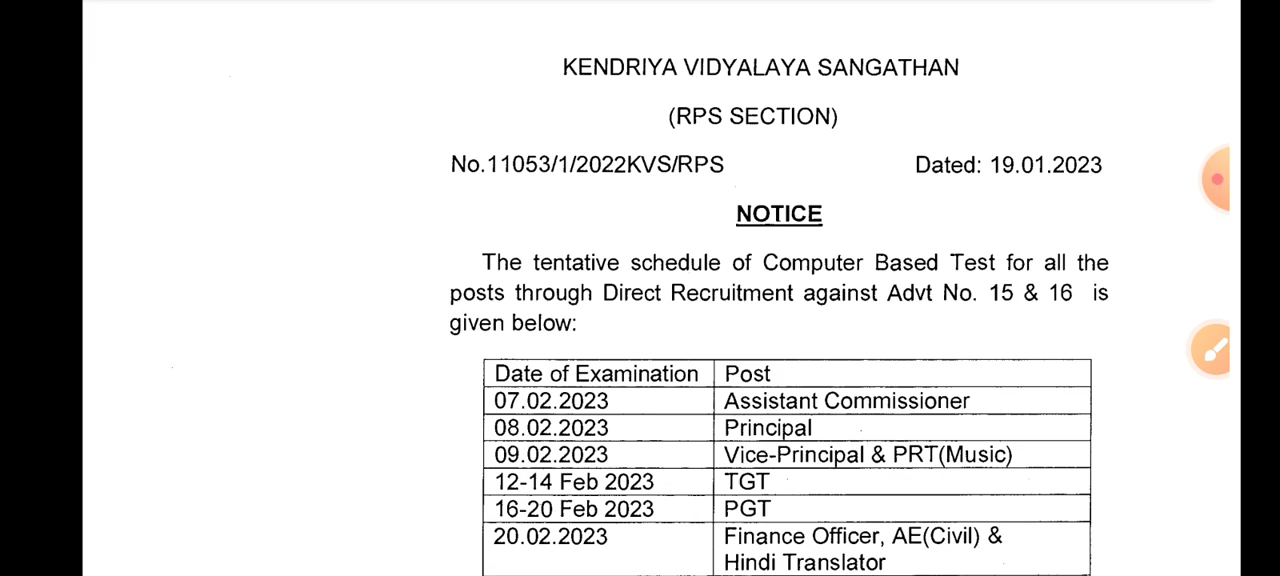 KENDRIYA VIDYALAYA SANGATHAN
(RPS SECTION)
No.11053/1/2022KVS/RPS Dated: 19.01.2023
NOTICE
The tentative schedule of Computer Based Test for all the
posts through Direct Recruitment against Advt No. 15 & 16 is
given below:
Date of Examination Post
07.02.2023 Assistant Commissioner
08.02.2023 Principal
09.02.2023 Vice-Principal & PRT(Music)
12-14 Feb 2023 TGT
16-20 Feb 2023 PGT
20.02.2023 Finance Officer, AE(Civil) &
Hindi Translator